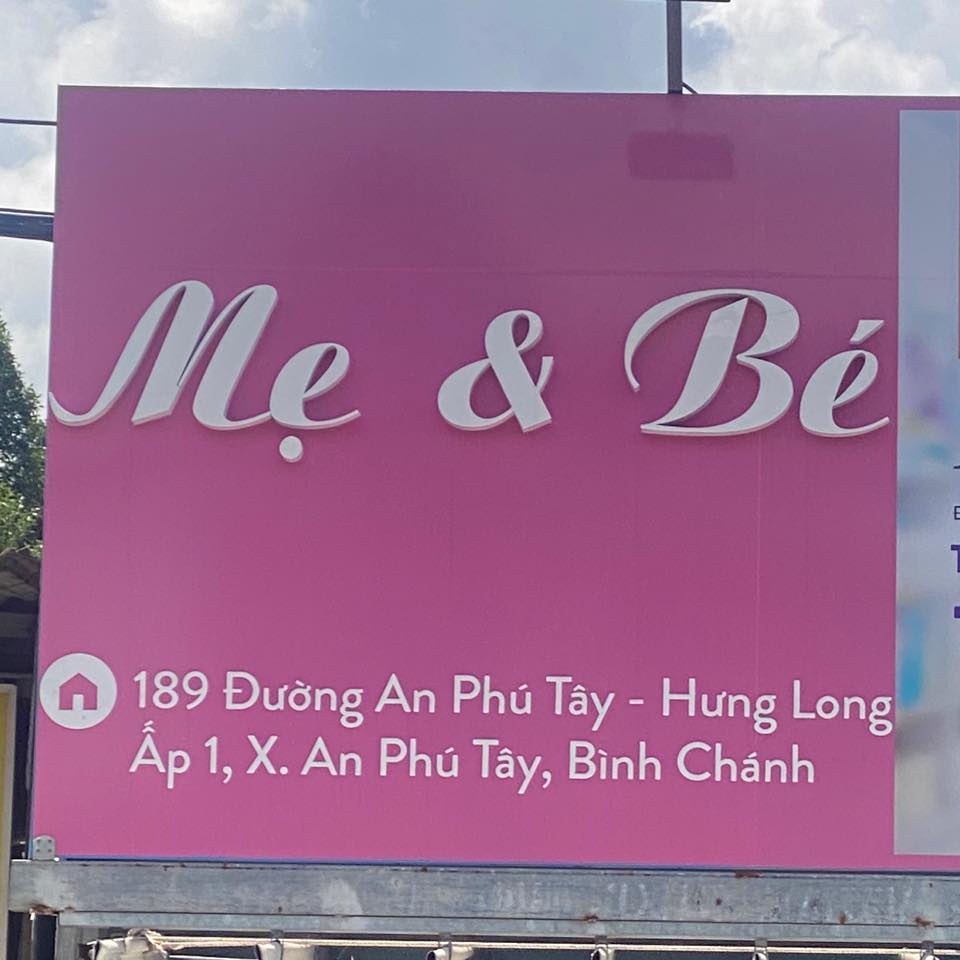 Mẹ & Bé
189 Đường An Phú Tây - Hưng Long
Ấp 1, X. An Phú Tây, Bình Chánh